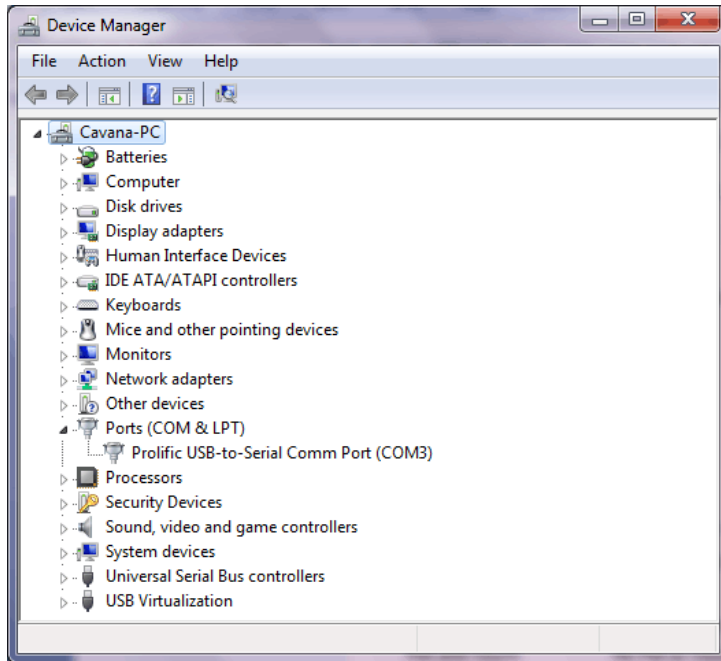 Device Manager
File Action View Help
Cavana-PC
Batteries
Computer
Disk drives
Display adapters
Human Interface Devices
IDE ATA/ATAPI controllers
Keyboards
Mice and other pointing devices
Monitors
Network adapters
Other devices
Ports (COM & LPT)
Prolific USB-to-Serial Comm Port (COM3)
Processors
Security Devices
Sound, video and game controllers
System devices
Universal Serial Bus controllers
USB Virtualization